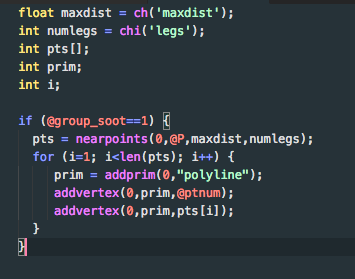 float maxdist = ch('maxdist');
int numlegs = chi('legs');
int pts[];
int prim;
int i;
if (@group_soot==1) {
pts = nearpoints(0,@P,maxdist,numlegs);
for (i=1; i<len(pts); i++) {
prim = addprim(0,"polyline");
addvertex(0,prim,@ptnum);
addvertex(0,prim,pts[i]);
}
}